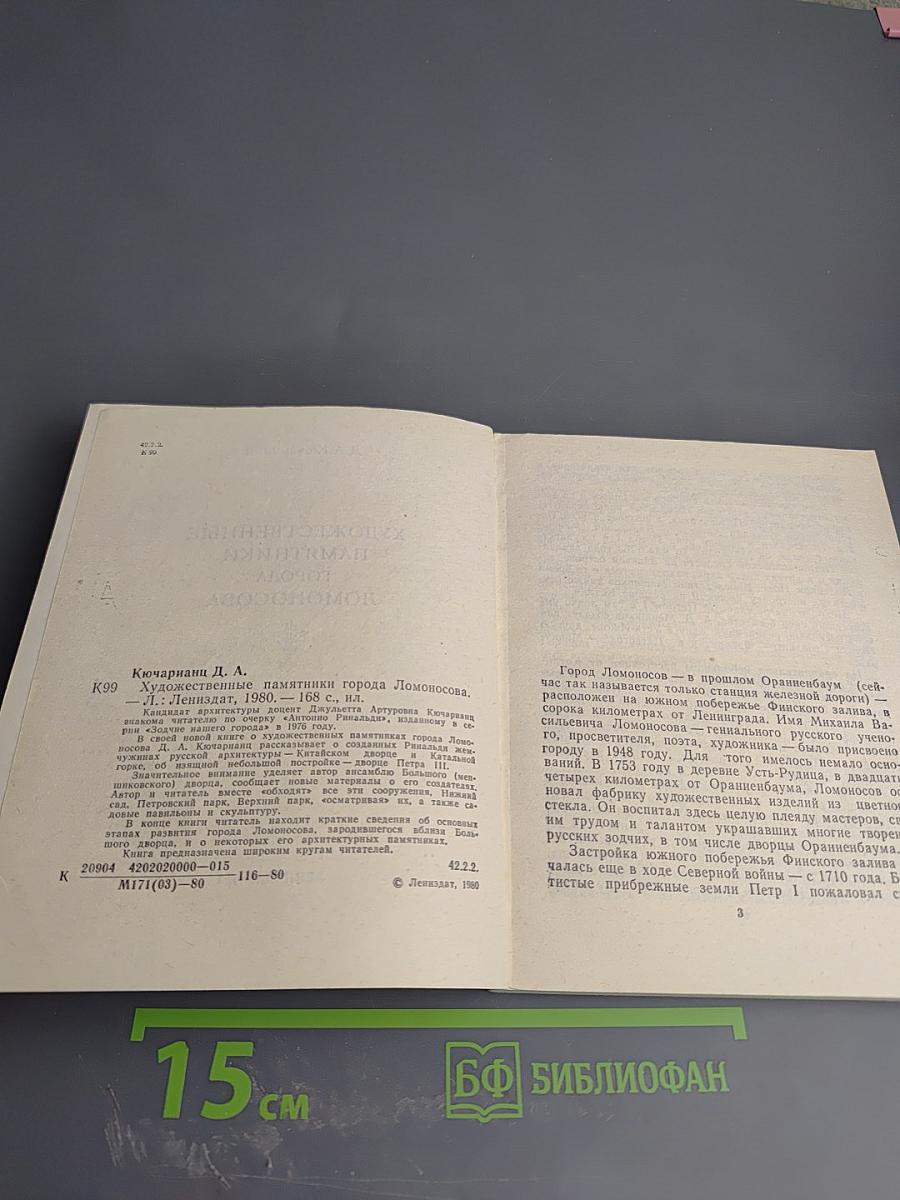 42.2.2.
К 99
Кючарианц Д. А.
К99 Художественные памятники города Ломоносова.
— Л.: Лениздат, 1980. — 168 с., ил.
Кандидат архитектуры доцент Джульетта Артуровна Кючарианц
знакома читателю по очерку «Антонио Ринальди», изданному в се-
рии «Зодчие нашего города» в 1976 году.
В своей новой книге о художественных памятниках города Ломо-
носова Д. А. Кючарианц рассказывает о созданных Ринальди жем-
чужинах русской архитектуры — Китайском дворце и Катальной
горке, об изящной небольшой постройке — дворце Петра III.
Значительное внимание уделяет автор ансамблю Большого (мен-
шиковского) дворца, сообщает новые материалы о его создателях.
Автор и читатель вместе «обходят» все эти сооружения, Нижний
сад, Петровский парк, Верхний парк, «осматривая» их, а также са-
довые павильоны и скульптуру.
В конце книги читатель находит краткие сведения об основных
этапах развития города Ломоносова, зародившегося вблизи Боль-
шого дворца, и о некоторых его архитектурных памятниках.
Книга предназначена широким кругам читателей.
К 20904 4202020000—015
М171(03)—80
116—80
42.2.2.
© Лениздат, 1980
Город Ломоносов — в прошлом Ораниенбаум (сей-
час так называется только станция железной дороги) —
расположен на южном побережье Финского залива, в
сорока километрах от Ленинграда. Имя Михаила Ва-
сильевича Ломоносова — гениального русского учено-
го, просветителя, поэта, художника — было присвоено
городу в 1948 году. Для того имелось немало осно-
ваний. В 1753 году в деревне Усть-Рудица, в двадцати
четырех километрах от Ораниенбаума, Ломоносов ос
новал фабрику художественных изделий из цветног
стекла. Он воспитал здесь целую плеяду мастеров, св
им трудом и талантом украшавших многие творен
русских зодчих, в том числе дворцы Ораниенбаума.
Застройка южного побережья Финского залива
чалась еще в ходе Северной войны — с 1710 года. Б
тистые прибрежные земли Петр I пожаловал с
3
15 см
БФ БИБЛИОФАН